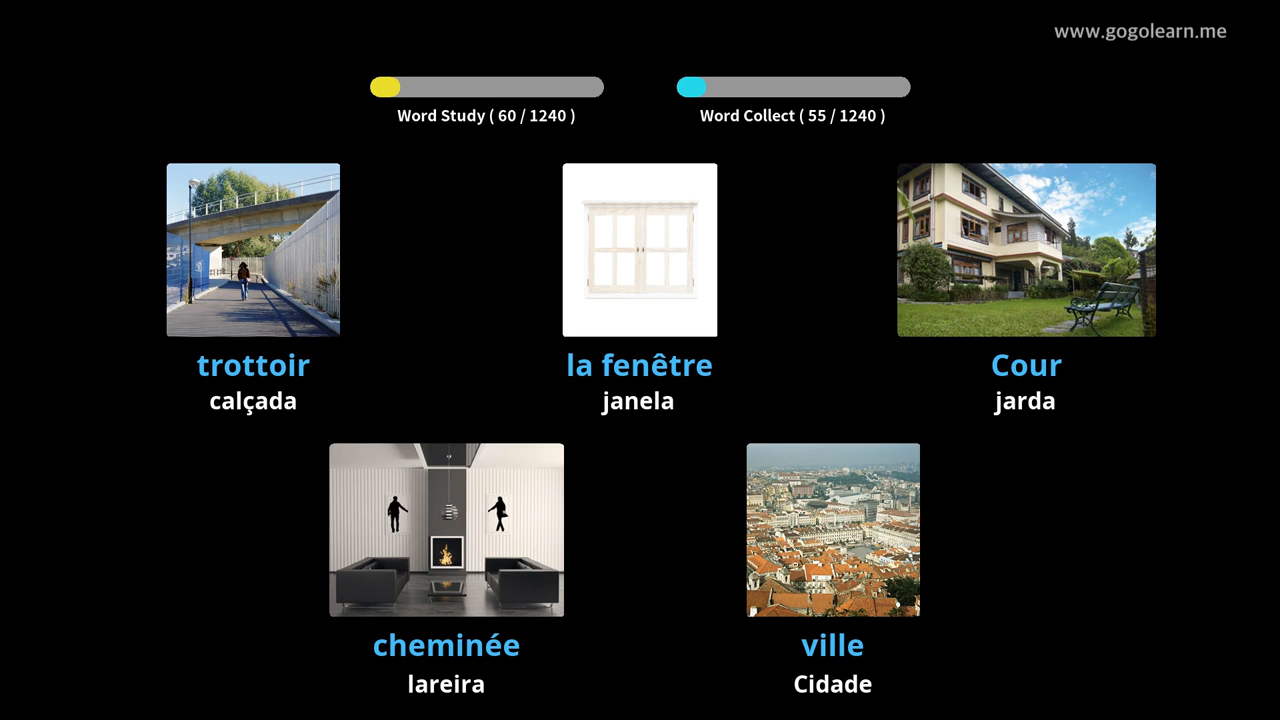 www.gogolearn.me
Word Study ( 60 / 1240 )
Word Collect ( 55 / 1240 )
trottoir
calçada
la fenêtre
janela
Cour
jarda
cheminée
lareira
ville
Cidade